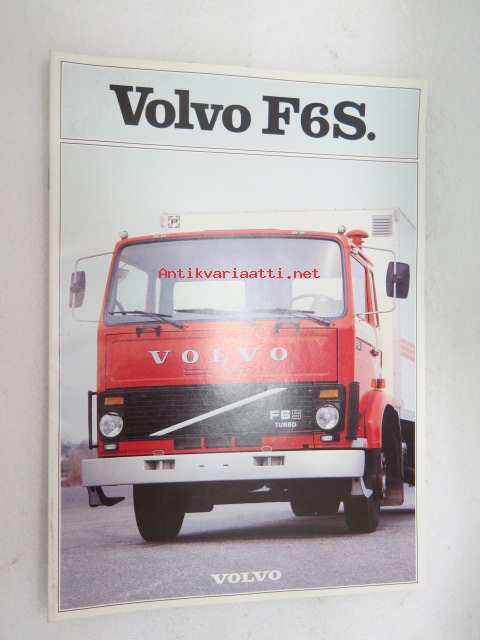 Volvo F6S.
Antikvariaatti.net
VOLVO
F6S
TURBO
VOLVO